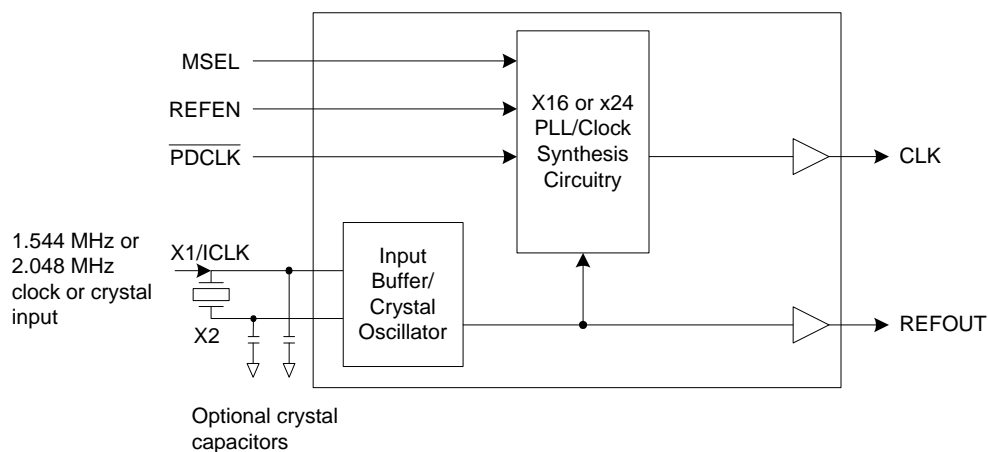 MSEL
REFEN
PDCLK
X16 or x24
PLL/Clock
Synthesis
Circuitry
CLK
1.544 MHz or
2.048 MHz
clock or crystal
input
X1/ICLK
X2
Input
Buffer/
Crystal
Oscillator
REFOUT
Optional crystal
capacitors